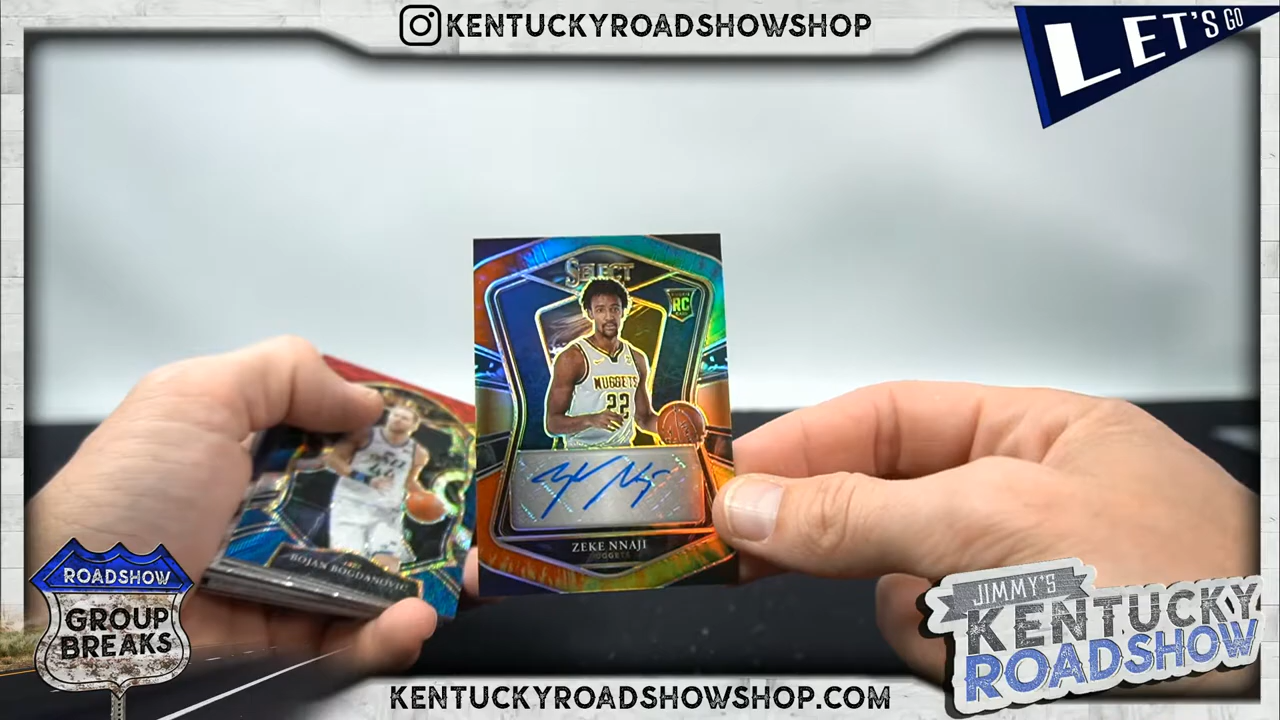 KENTUCKYROADSHOWSHOP
LET'S GO
SELECT
RC
NUGGETS
22
ZEKE NNAJI
NUGGETS
BOJAN BOGDANOVIC
ROADSHOW
GROUP
BREAKS
JIMMY'S
KENTUCKY
ROADSHOW
KENTUCKYROADSHOWSHOP.COM